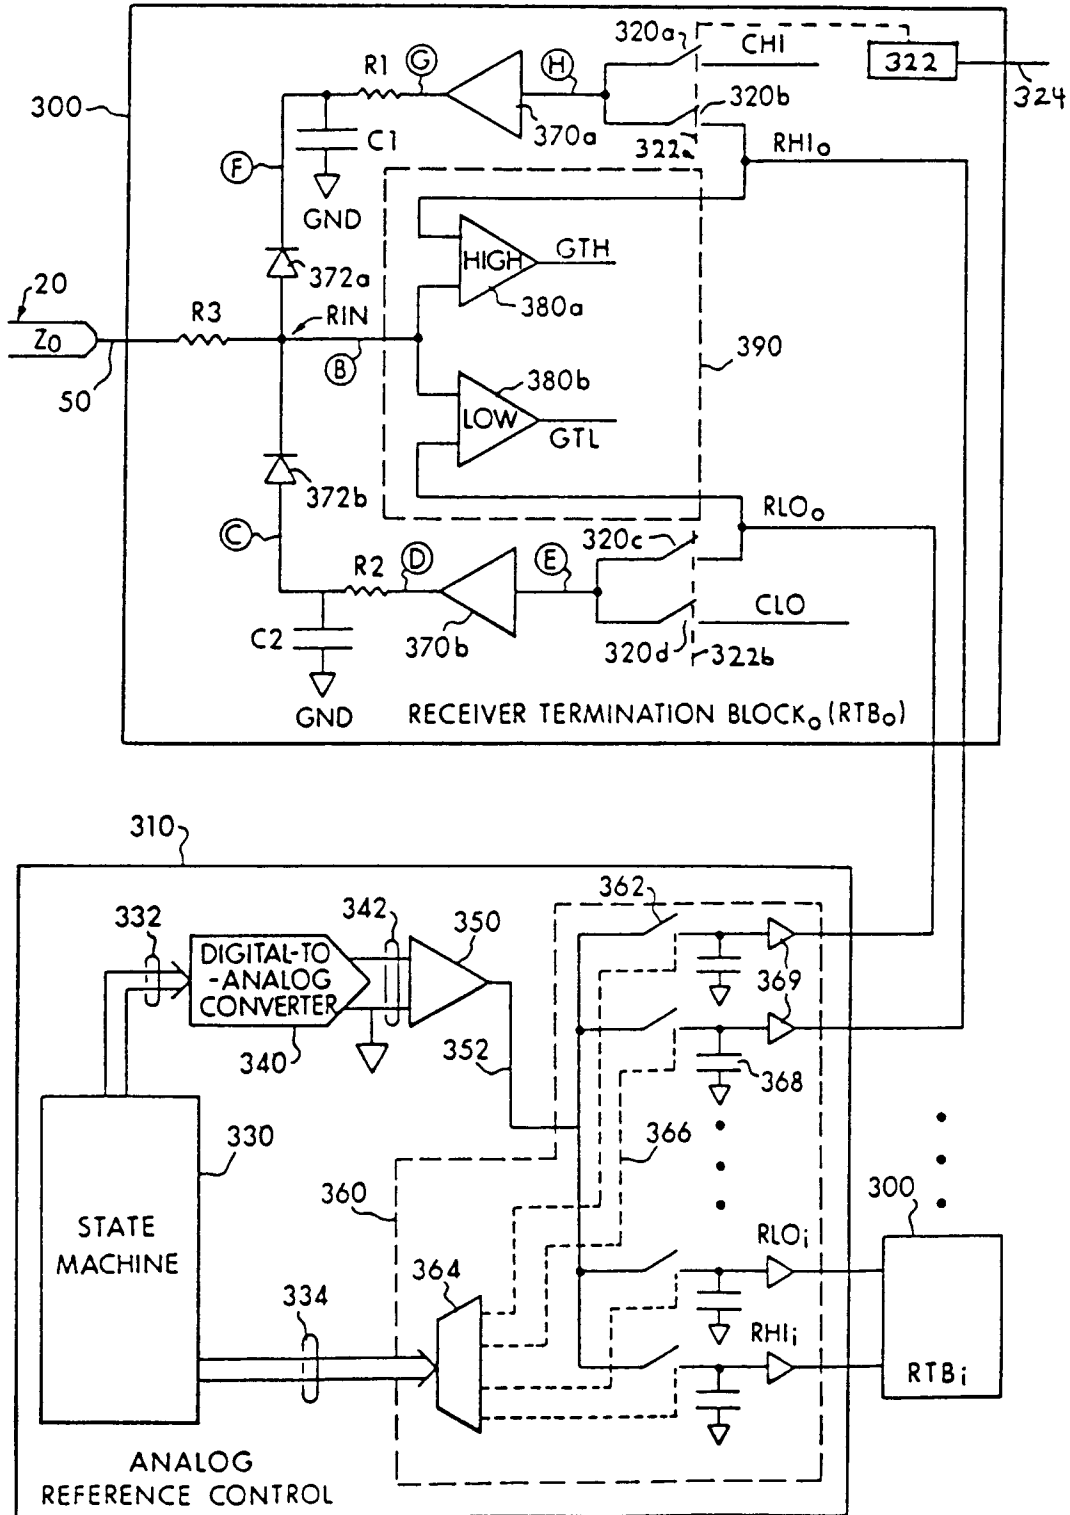 320a
CHI
322
324
R1
G
H
300
C1
370a
320b
322a
RHIo
F
GND
HIGH
GTH
372a
380a
20
Zo
R3
RIN
B
390
50
380b
LOW
GTL
372b
RLOo
C
320c
R2
D
E
CLO
C2
370b
320d
322b
GND
RECEIVER TERMINATION BLOCKo (RTBo)
310
362
332
342
350
DIGITAL-TO
-ANALOG
CONVERTER
369
340
352
368
330
366
300
360
STATE
MACHINE
RLOi
364
334
RHIi
RTBi
ANALOG
REFERENCE CONTROL